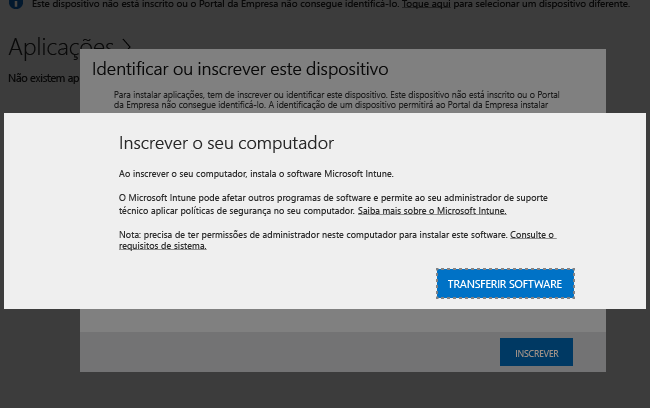 Este dispositivo não está inscrito ou o Portal da Empresa não consegue identificá-lo. Toque aqui para selecionar um dispositivo diferente.
Aplicações
Não existem ap
Identificar ou inscrever este dispositivo
Para instalar aplicações, tem de inscrever ou identificar este dispositivo. Este dispositivo não está inscrito ou o Portal
da Empresa não consegue identificá-lo. A identificação de um dispositivo permitirá ao Portal da Empresa instalar
Inscrever o seu computador
Ao inscrever o seu computador, instala o software Microsoft Intune.
O Microsoft Intune pode afetar outros programas de software e permite ao seu administrador de suporte
técnico aplicar políticas de segurança no seu computador. Saiba mais sobre o Microsoft Intune.
Nota: precisa de ter permissões de administrador neste computador para instalar este software. Consulte o
requisitos de sistema.
TRANSFERIR SOFTWARE
INSCREVER